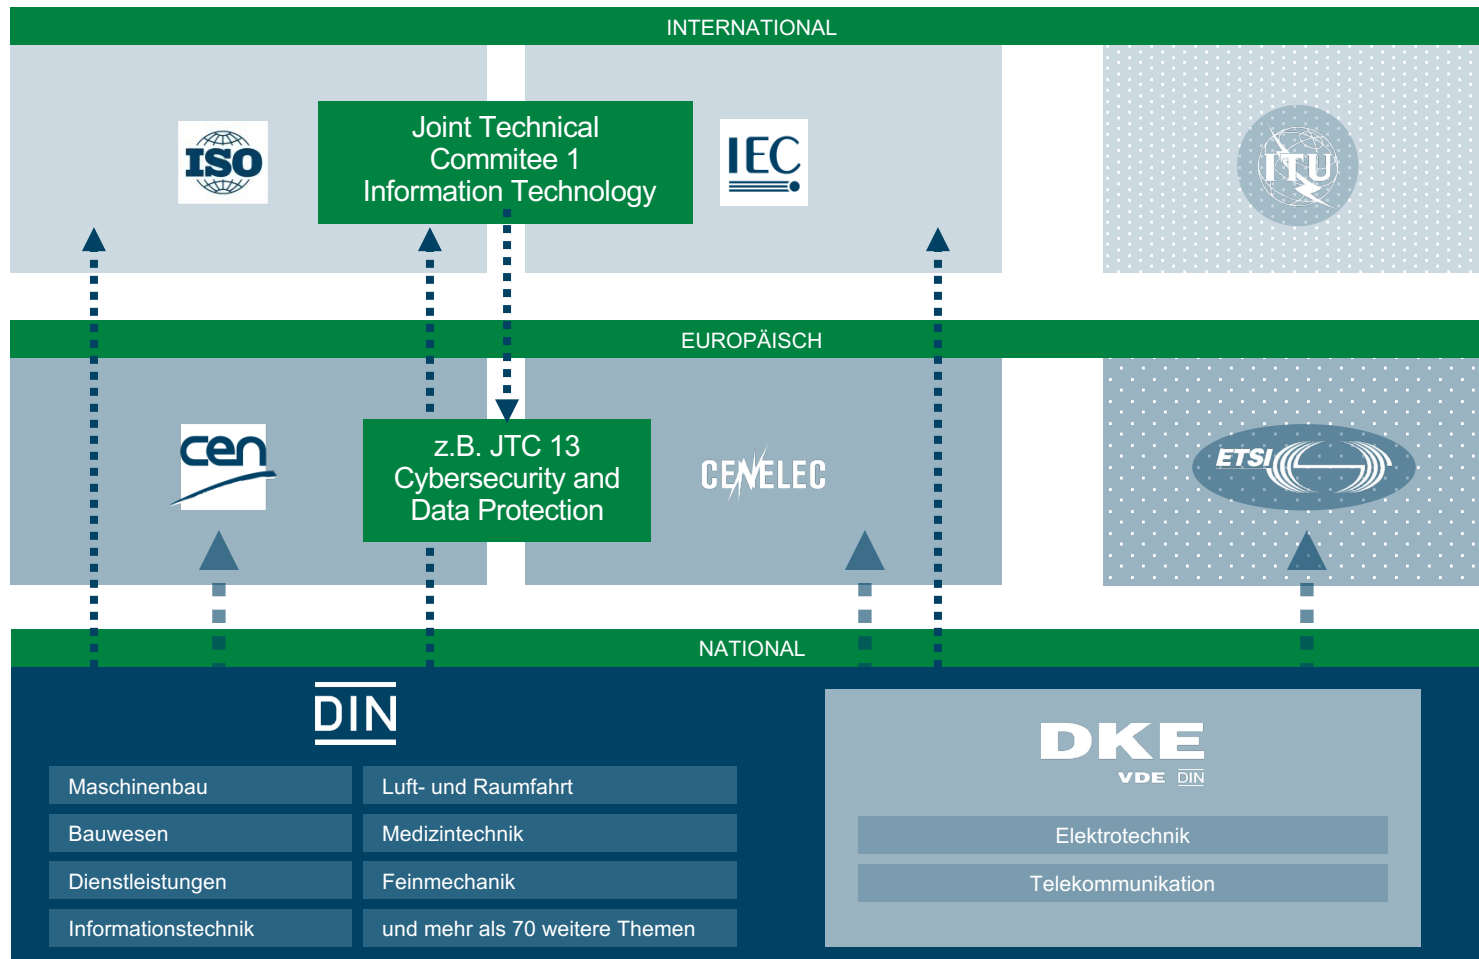 INTERNATIONAL
ISO
Joint Technical
Commitee 1
Information Technology
IEC
ITU
EUROPÄISCH
cen
z.B. JTC 13
Cybersecurity and
Data Protection
CENELEC
ETSI
NATIONAL
DIN
Maschinenbau
Luft- und Raumfahrt
Bauwesen
Medizintechnik
Dienstleistungen
Feinmechanik
Informationstechnik
und mehr als 70 weitere Themen
DKE
VDE DIN
Elektrotechnik
Telekommunikation